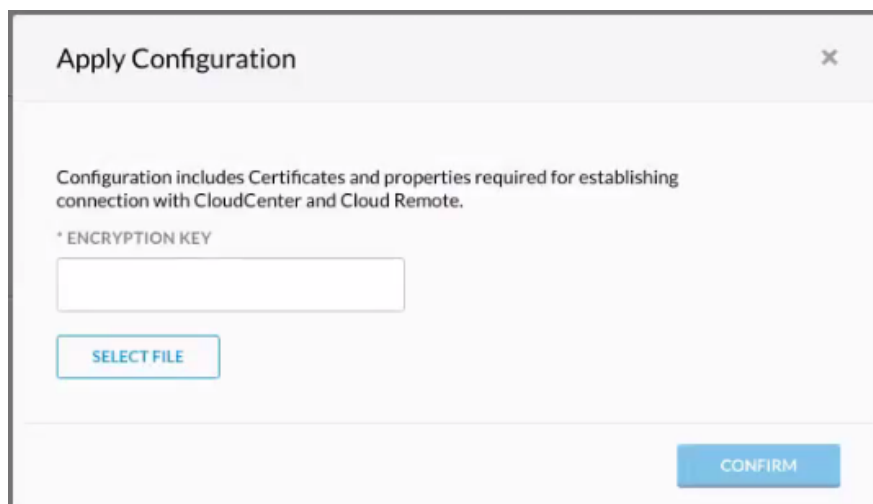 Apply Configuration
Configuration includes Certificates and properties required for establishing
connection with CloudCenter and Cloud Remote.
* ENCRYPTION KEY
SELECT FILE
CONFIRM